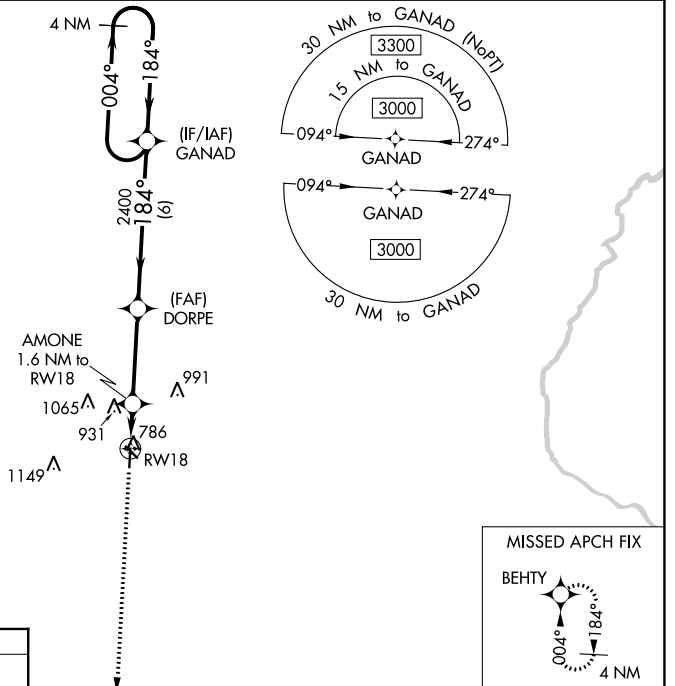 4 NM
004°
184°
(IF/IAF)
GANAD
2400
184°
(6)
(FAF)
DORPE
AMONE
1.6 NM to
RW18
991
1065
931
786
RW18
1149
30 NM to GANAD (NoPT)
3300
15 NM to GANAD
3000
094°
274°
GANAD
094°
274°
GANAD
3000
30 NM to GANAD
MISSED APCH FIX
BEHTY
004°
184°
4 NM